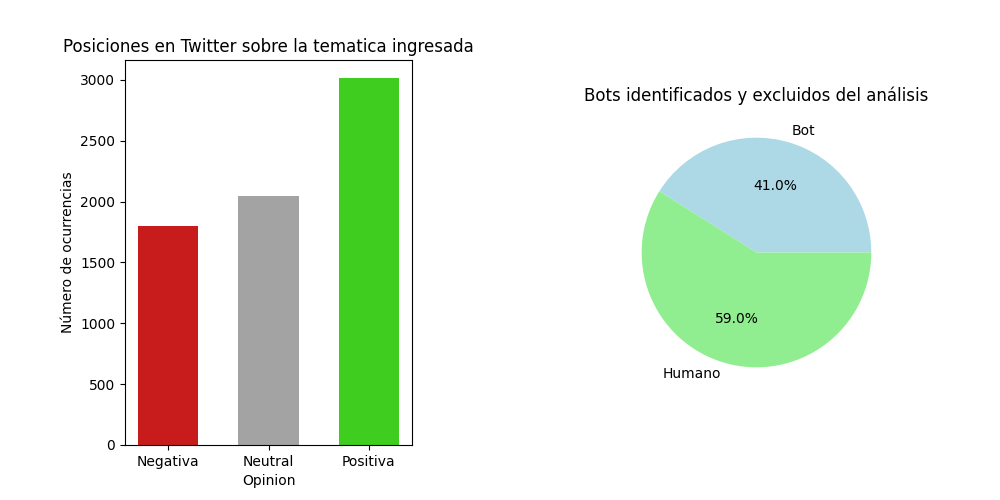 Posiciones en Twitter sobre la tematica ingresada
Número de ocurrencias
3000
2500
2000
1500
1000
500
0
Negativa
Neutral
Positiva
Opinion
Bots identificados y excluidos del análisis
Bot
41.0%
59.0%
Humano